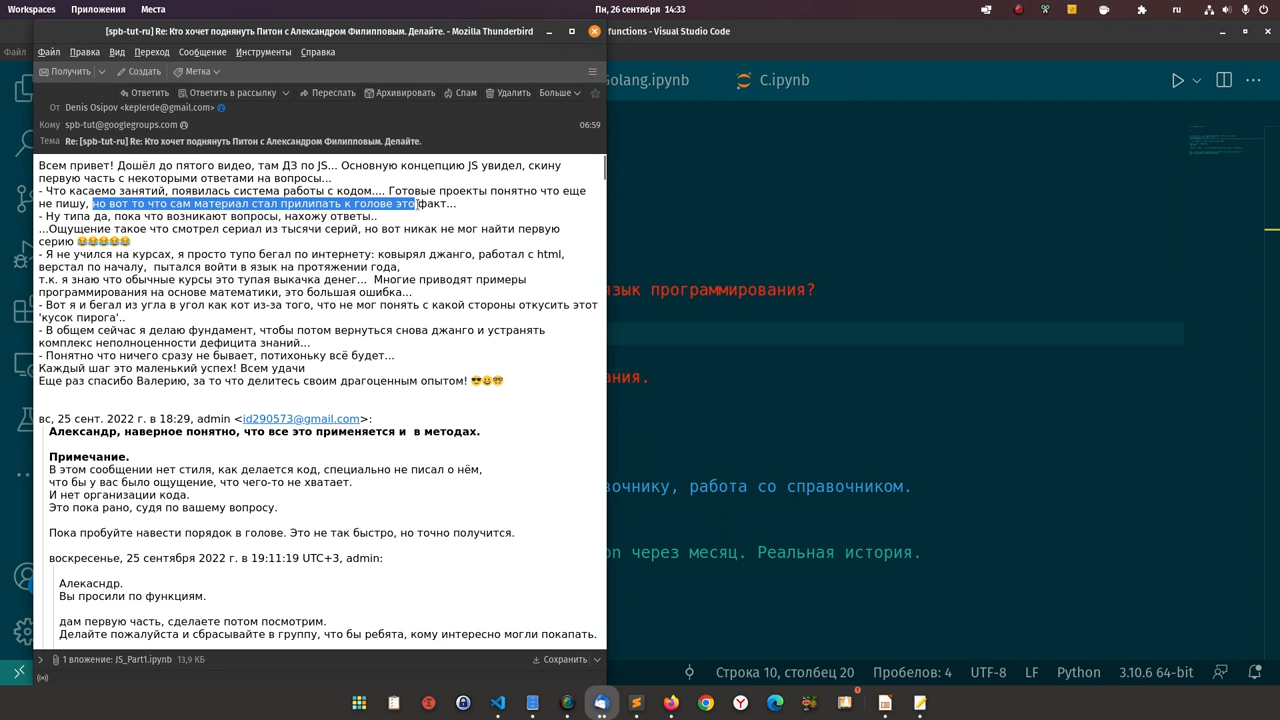 Workspaces Приложения Места Пн, 26 сентября 14:33 ru
[spb-tut-ru] Re: Кто хочет поднянуть Питон с Александром Филипповым. Делайте. - Mozilla Thunderbird
functions - Visual Studio Code
Файл Файл Правка Вид Переход Сообщение Инструменты Справка
Получить Создать Метка
Golang.ipynb C.ipynb
Ответить Ответить в рассылку Переслать Архивировать Спам Удалить Больше
От Denis Osipov <keplerde@gmail.com>
Кому spb-tut@googlegroups.com 06:59
Тема Re: [spb-tut-ru] Re: Кто хочет поднянуть Питон с Александром Филипповым. Делайте.
Всем привет! Дошёл до пятого видео, там ДЗ по JS... Основную концепцию JS увидел, скину
первую часть с некоторыми ответами на вопросы...
- Что касаемо занятий, появилась система работы с кодом.... Готовые проекты понятно что еще
не пишу, но вот то что сам материал стал прилипать к голове это факт...
- Ну типа да, пока что возникают вопросы, нахожу ответы..
...Ощущение такое что смотрел сериал из тысячи серий, но вот никак не мог найти первую
серию 😂😂😂😂😂
- Я не учился на курсах, я просто тупо бегал по интернету: ковырял джанго, работал с html,
верстал по началу, пытался войти в язык на протяжении года,
т.к. я знаю что обычные курсы это тупая выкачка денег... Многие приводят примеры
программирования на основе математики, это большая ошибка...
- Вот я и бегал из угла в угол как кот из-за того, что не мог понять с какой стороны откусить этот
'кусок пирога'..
- В общем сейчас я делаю фундамент, чтобы потом вернуться снова джанго и устранять
комплекс неполноценности дефицита знаний...
- Понятно что ничего сразу не бывает, потихоньку всё будет...
Каждый шаг это маленький успех! Всем удачи
Еще раз спасибо Валерию, за то что делитесь своим драгоценным опытом! 😎😃🤓
вс, 25 сент. 2022 г. в 18:29, admin <id290573@gmail.com>:
Александр, наверное понятно, что все это применяется и в методах.
Примечание.
В этом сообщении нет стиля, как делается код, специально не писал о нём,
что бы у вас было ощущение, что чего-то не хватает.
И нет организации кода.
Это пока рано, судя по вашему вопросу.
Пока пробуйте навести порядок в голове. Это не так быстро, но точно получится.
воскресенье, 25 сентября 2022 г. в 19:11:19 UTC+3, admin:
Алекасндр.
Вы просили по функциям.
дам первую часть, сделаете потом посмотрим.
Делайте пожалуйста и сбрасывайте в группу, что бы ребята, кому интересно могли покапать.
язык программирования?
ания.
вочнику, работа со справочником.
on через месяц. Реальная история.
1 вложение: JS_Part1.ipynb 13,9 КБ Сохранить
Строка 10, столбец 20 Пробелов: 4 UTF-8 LF Python 3.10.6 64-bit